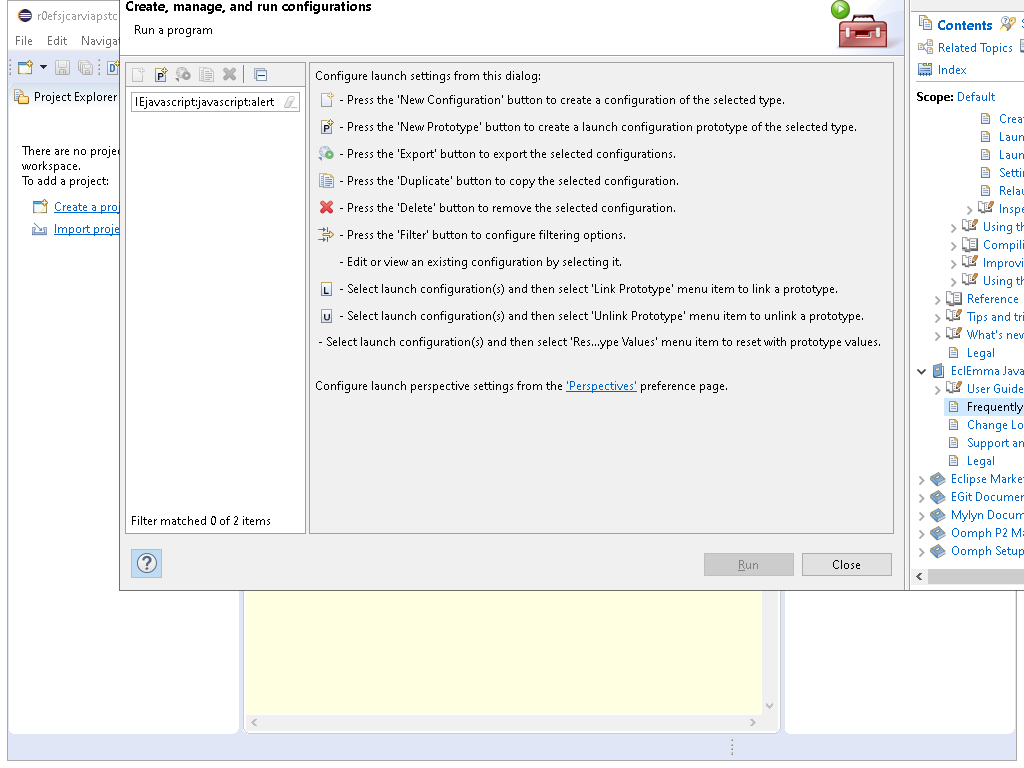 r0efsjcarviapstc
File Edit Navigat
Project Explorer
There are no projec
workspace.
To add a project:
Create a proj
Import proje
Create, manage, and run configurations
Run a program
IEjavascript:javascript:alert
Filter matched 0 of 2 items
Configure launch settings from this dialog:
- Press the 'New Configuration' button to create a configuration of the selected type.
P - Press the 'New Prototype' button to create a launch configuration prototype of the selected type.
- Press the 'Export' button to export the selected configurations.
- Press the 'Duplicate' button to copy the selected configuration.
- Press the 'Delete' button to remove the selected configuration.
- Press the 'Filter' button to configure filtering options.
- Edit or view an existing configuration by selecting it.
L - Select launch configuration(s) and then select 'Link Prototype' menu item to link a prototype.
U - Select launch configuration(s) and then select 'Unlink Prototype' menu item to unlink a prototype.
- Select launch configuration(s) and then select 'Res...ype Values' menu item to reset with prototype values.
Configure launch perspective settings from the 'Perspectives' preference page.
Run Close
Contents
Related Topics
Index
Scope: Default
Crea
Laun
Laun
Settin
Relau
Inspe
Using th
Compili
Improvi
Using th
Reference
Tips and tri
What's new
Legal
EclEmma Java
User Guide
Frequently
Change Lo
Support an
Legal
Eclipse Marke
EGit Documen
Mylyn Docum
Oomph P2 Ma
Oomph Setup